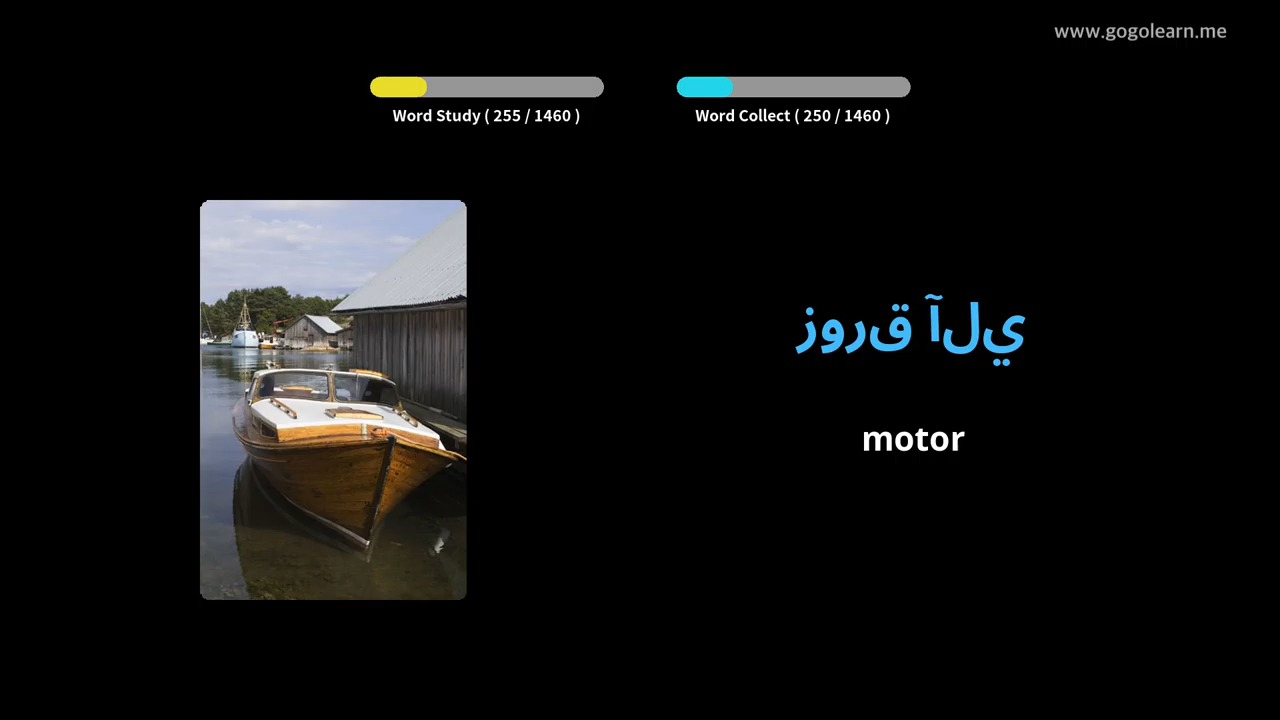 www.gogolearn.me
Word Study ( 255 / 1460 )
Word Collect ( 250 / 1460 )
زورق آلي
motor